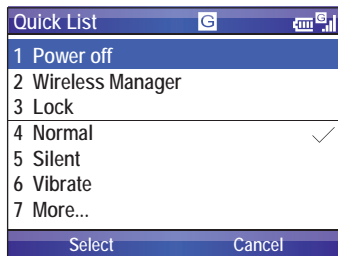 Quick List G G
1 Power off
2 Wireless Manager
3 Lock
4 Normal
5 Silent
6 Vibrate
7 More...
Select Cancel